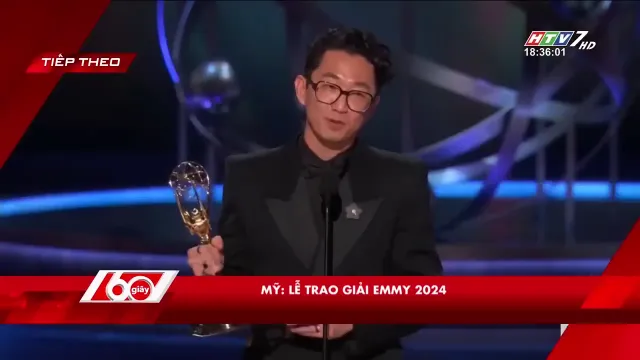 TIẾP THEO
HTV7 HD
18:36:01
60 giây
MỸ: LỄ TRAO GIẢI EMMY 2024